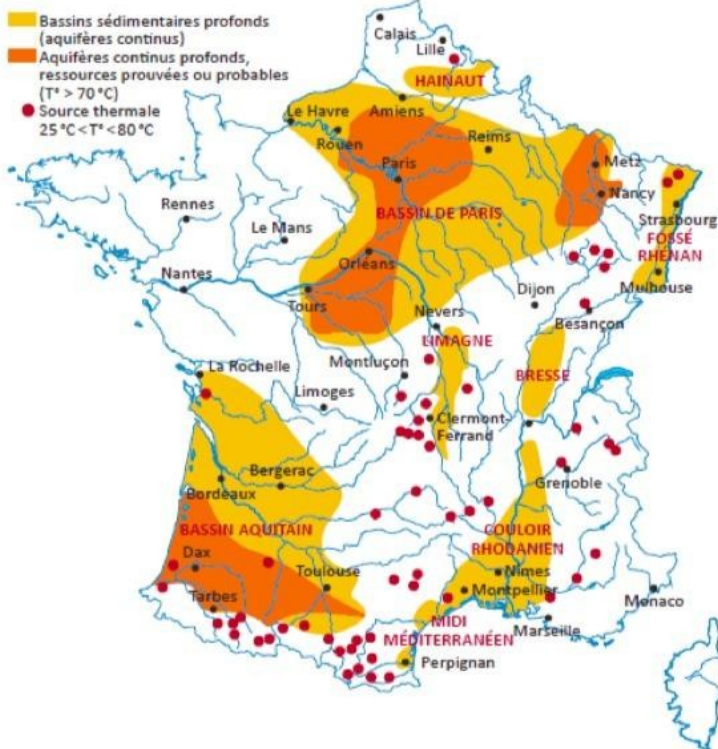 Bassins sédimentaires profonds
(aquifères continus)
Aquifères continus profonds,
ressources prouvées ou probables
(T° > 70 °C)
Source thermale
25 °C < T° < 80 °C
Calais
Lille
HAINAUT
Amiens
Le Havre
Rouen
Reims
Paris
Metz
Nancy
BASSIN DE PARIS
Strasbourg
FOSSÉ
RHÉNAN
Mulhouse
Rennes
Le Mans
Orléans
Nantes
Tours
Dijon
Besançon
Nevers
LIMAGNE
BRESSE
Montluçon
La Rochelle
Limoges
Clermont-
Ferrand
Grenoble
Bergerac
Bordeaux
BASSIN AQUITAIN
COULOIR
RHODANIEN
Dax
Toulouse
Nîmes
Montpellier
Tarbes
Monaco
Marseille
MIDI
MÉDITERRANÉEN
Perpignan